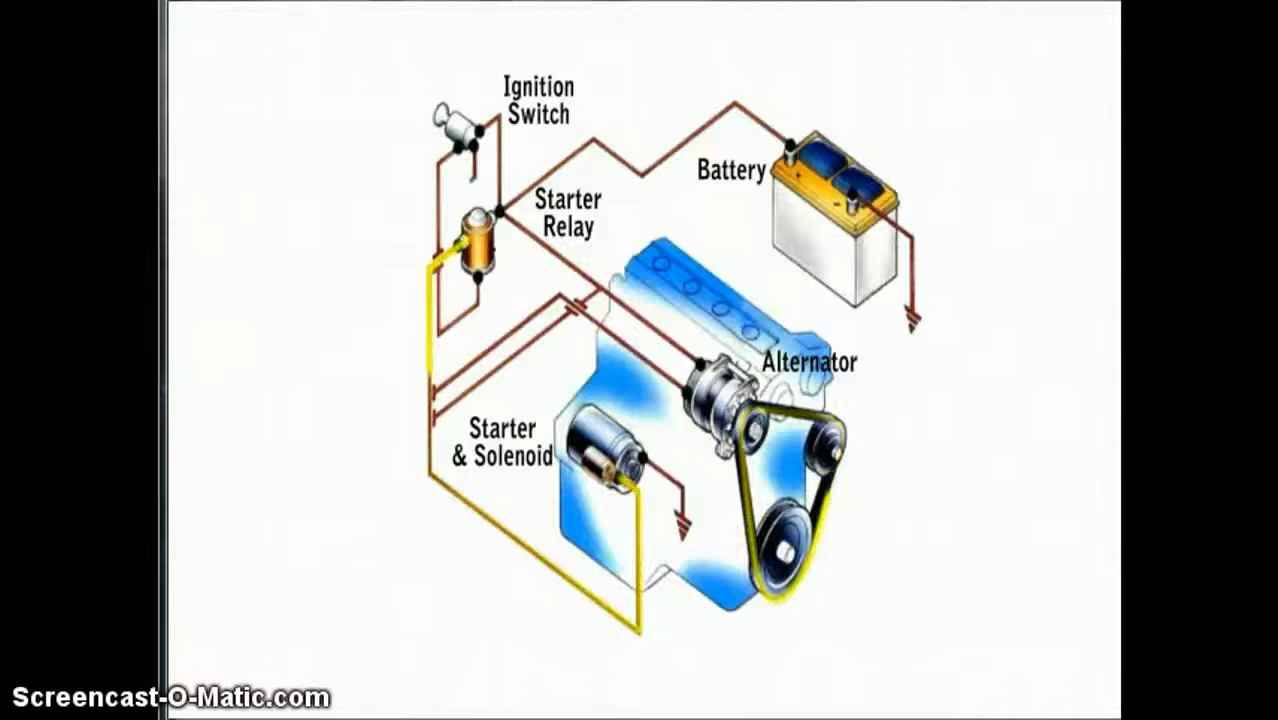 Ignition
Switch
Battery
Starter
Relay
Alternator
Starter
& Solenoid
Screencast-O-Matic.com